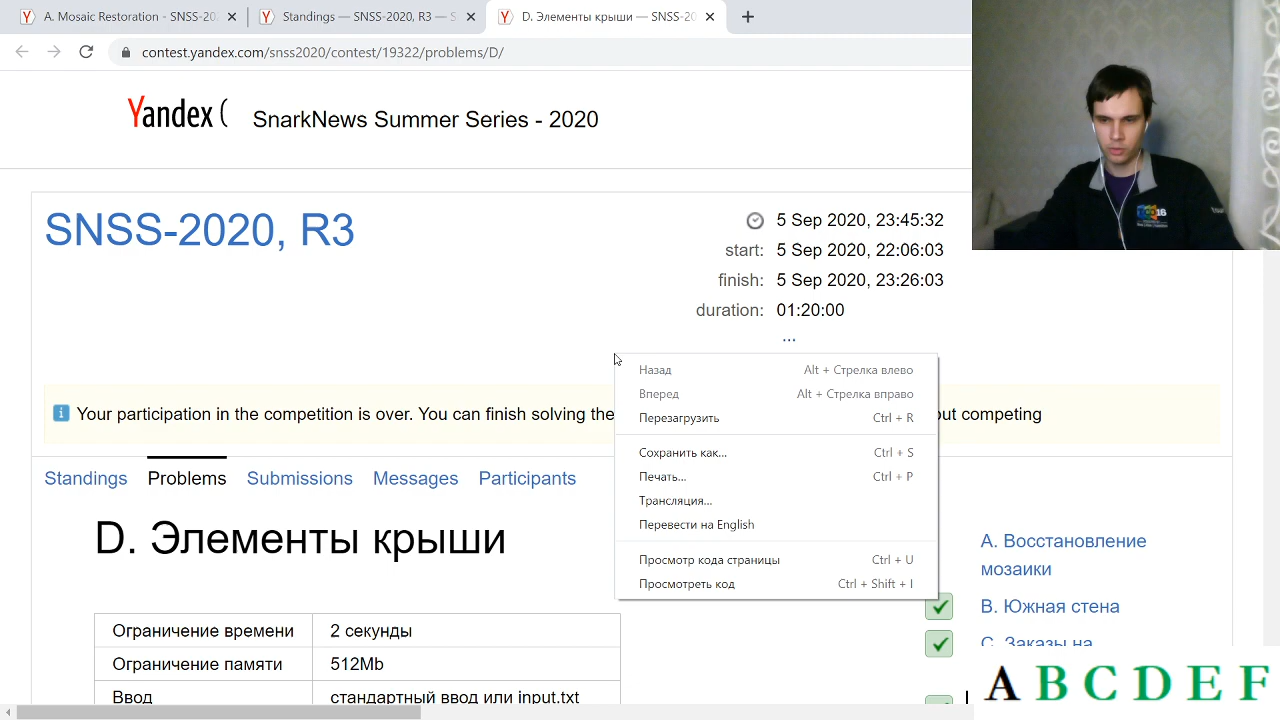 A. Mosaic Restoration - SNSS-20
Standings — SNSS-2020, R3 —
D. Элементы крыши — SNSS-20
contest.yandex.com/snss2020/contest/19322/problems/D/
Yandex
SnarkNews Summer Series - 2020
SNSS-2020, R3
5 Sep 2020, 23:45:32
start: 5 Sep 2020, 22:06:03
finish: 5 Sep 2020, 23:26:03
duration: 01:20:00
...
Назад Alt + Стрелка влево
Вперед Alt + Стрелка вправо
Перезагрузить Ctrl + R
Сохранить как... Ctrl + S
Печать... Ctrl + P
Трансляция...
Перевести на English
Просмотр кода страницы Ctrl + U
Просмотреть код Ctrl + Shift + I
Your participation in the competition is over. You can finish solving the competing
Standings Problems Submissions Messages Participants
D. Элементы крыши
Ограничение времени 2 секунды
Ограничение памяти 512Mb
Ввод стандартный ввод или input.txt
A. Восстановление
мозаики
B. Южная стена
C. Заказы на
16
A B C D E F